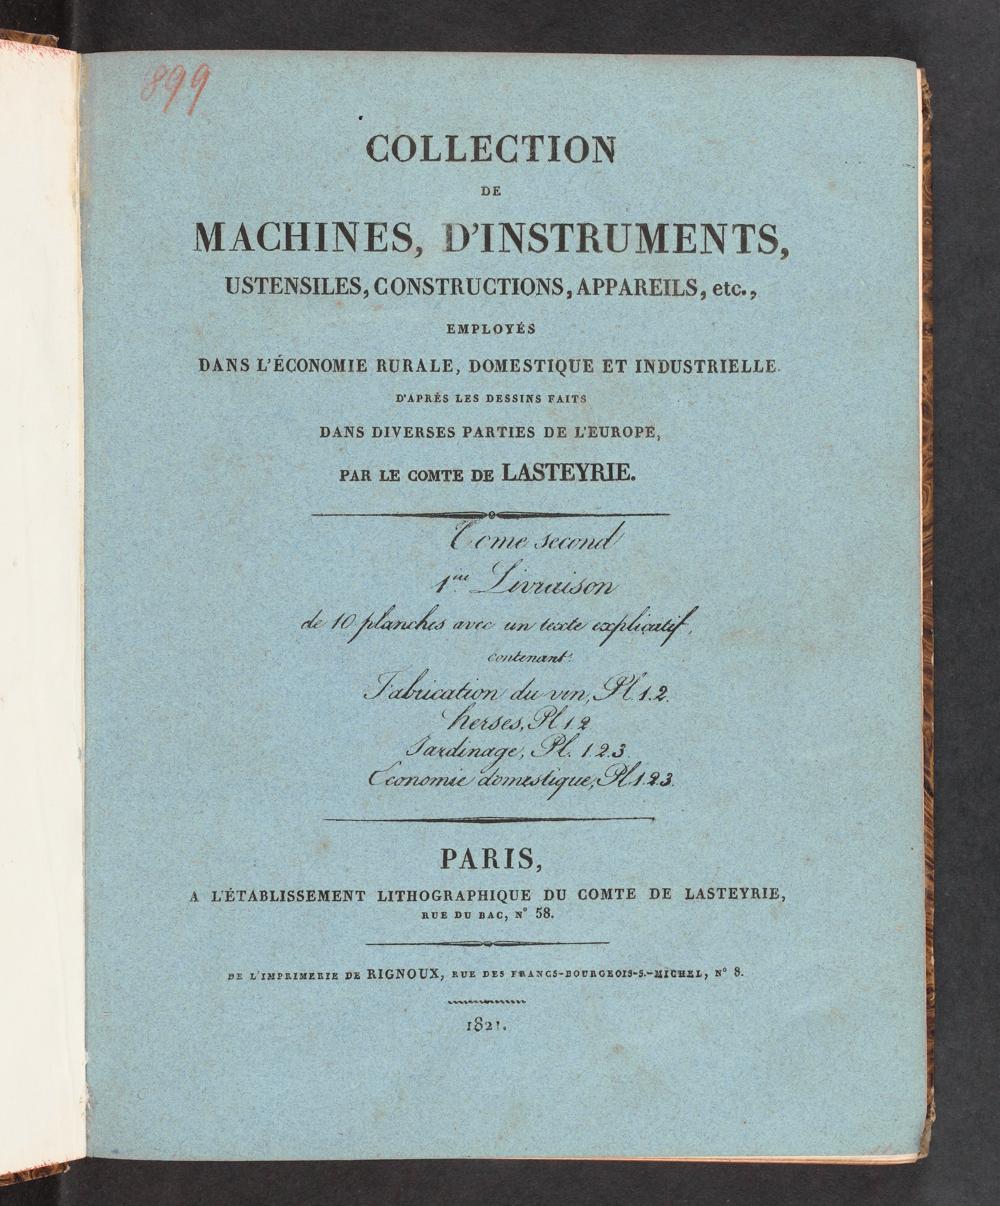 899
COLLECTION
DE
MACHINES, D'INSTRUMENTS,
USTENSILES, CONSTRUCTIONS, APPAREILS, etc.,
EMPLOYÉS
DANS L'ÉCONOMIE RURALE, DOMESTIQUE ET INDUSTRIELLE.
D'APRÈS LES DESSINS FAITS
DANS DIVERSES PARTIES DE L'EUROPE,
PAR LE COMTE DE LASTEYRIE.
Tome second
1re Livraison
de 10 planches avec un texte explicatif,
contenant:
Fabrication du vin, Pl. 1.2.
herses, Pl 1 2
Jardinage, Pl. 1.2.3.
Économie domestique, Pl 1.2.3.
PARIS,
A L'ÉTABLISSEMENT LITHOGRAPHIQUE DU COMTE DE LASTEYRIE,
RUE DU BAC, N° 58.
DE L'IMPRIMERIE DE RIGNOUX, RUE DES FRANCS-BOURGEOIS-S.-MICHEL, N° 8.
1821.